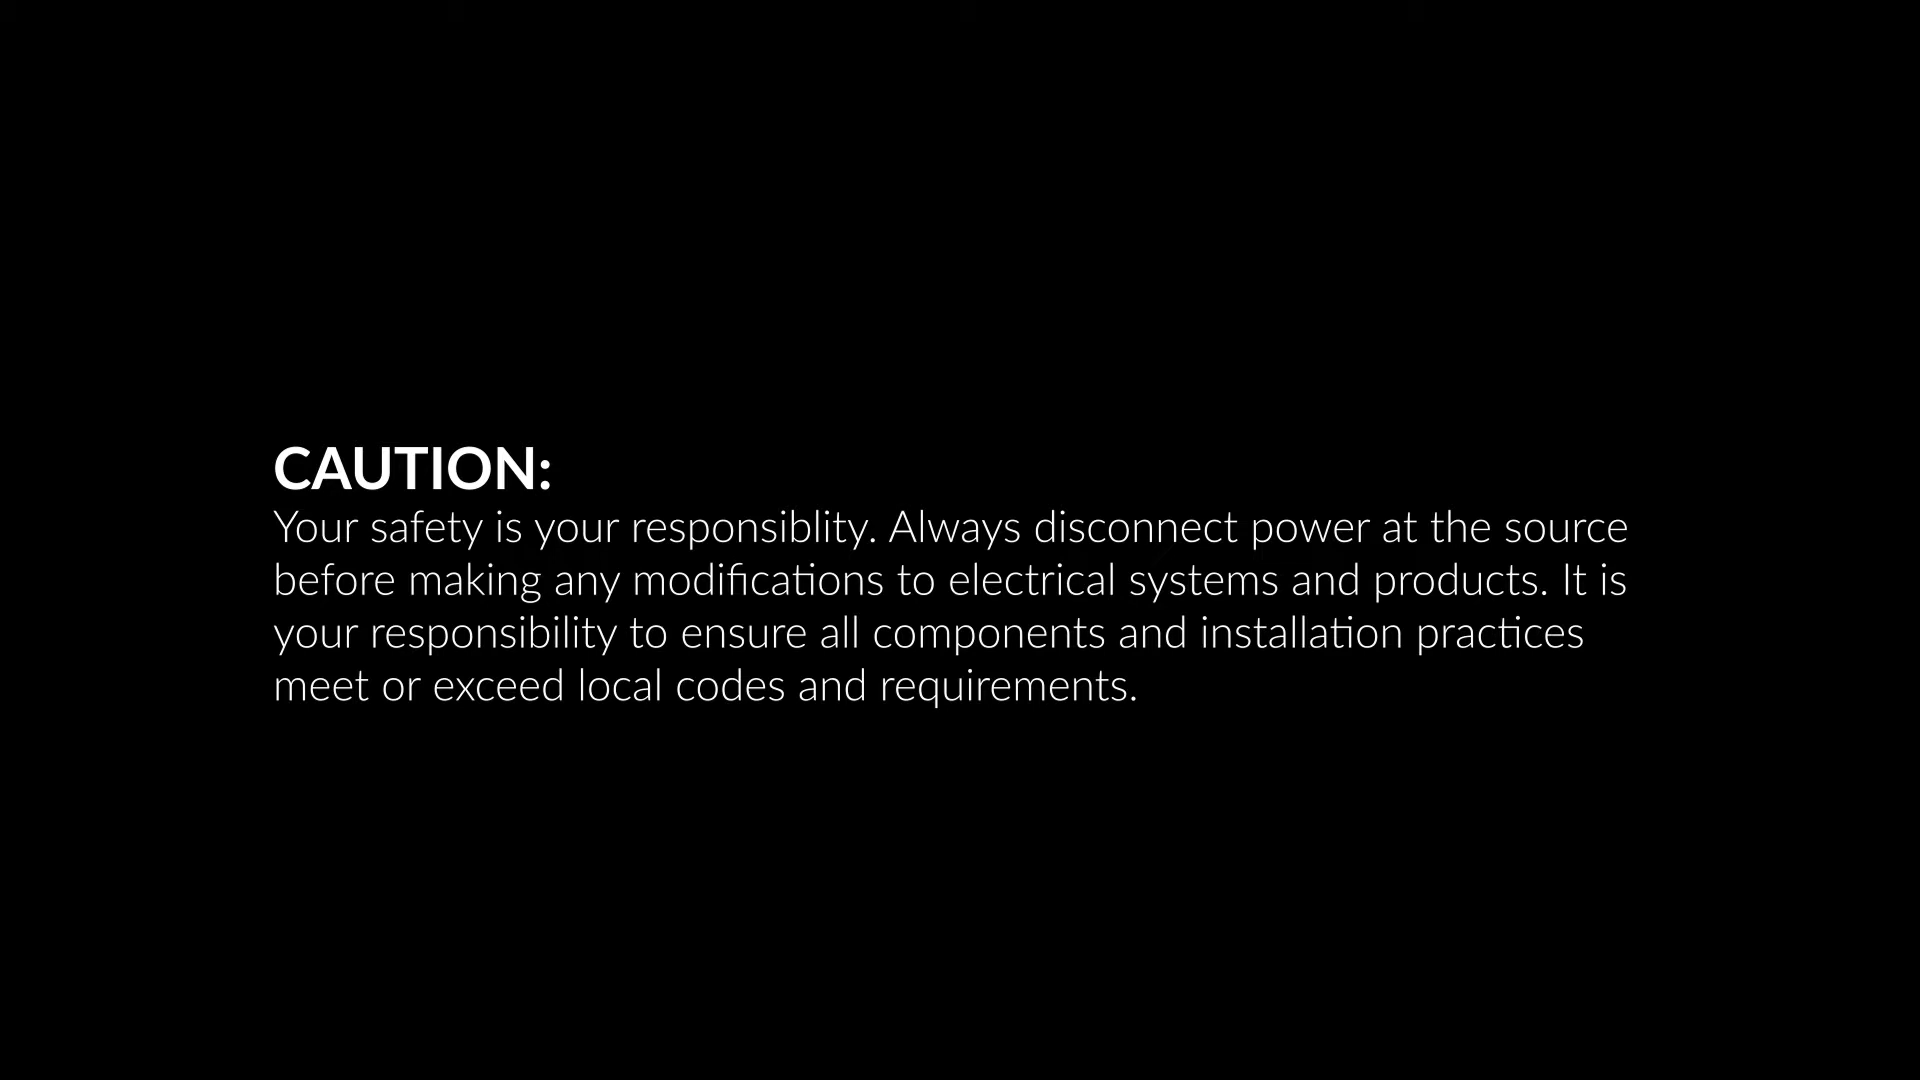 CAUTION:
Your safety is your responsiblity. Always disconnect power at the source
before making any modifications to electrical systems and products. It is
your responsibility to ensure all components and installation practices
meet or exceed local codes and requirements.